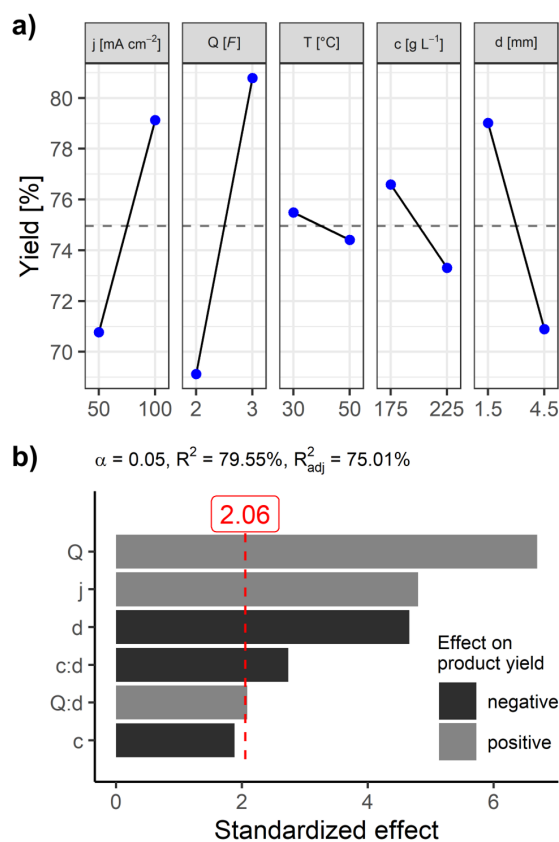 a)
j [mA cm⁻²] Q [F] T [°C] c [g L⁻¹] d [mm]
Yield [%]
80
78
76
74
72
70
50 100 2 3 30 50 175 225 1.5 4.5
b)
α = 0.05, R² = 79.55%, R²adj = 75.01%
2.06
Q
j
d
c:d
Q:d
c
Effect on
product yield
negative
positive
0 2 4 6
Standardized effect